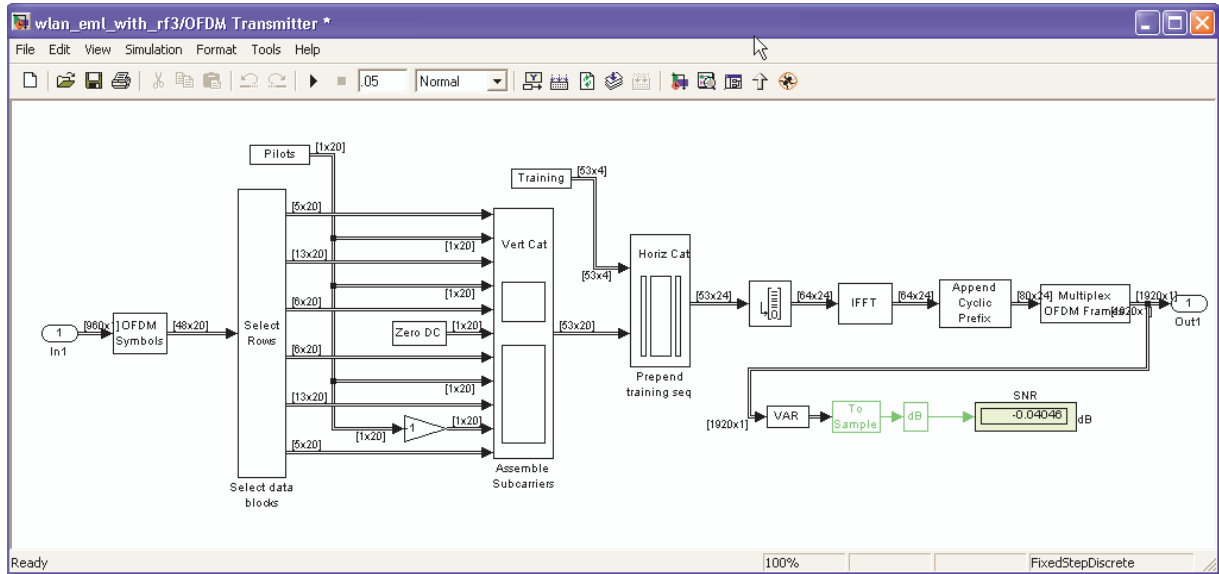 wlan_eml_with_rf3/OFDM Transmitter *
File Edit View Simulation Format Tools Help
.05 Normal
Pilots
[1x20]
Training
[53x4]
[5x20]
Vert Cat
[1x20]
[13x20]
Horiz Cat
[53x4]
[1x20]
[6x20]
[53x24]
[64x24]
IFFT
[64x24]
Append
Cyclic
Prefix
[80x24]
Multiplex
OFDM Frames
[1920x1]
[1920x1]
1
Out1
1
In1
[960x1]
OFDM
Symbols
[48x20]
Select
Rows
Zero DC
[1x20]
[53x20]
[6x20]
[1x20]
Prepend
training seq
[13x20]
[1x20]
-1
[1x20]
[5x20]
Select data
blocks
Assemble
Subcarriers
[1920x1]
VAR
To
Sample
dB
SNR
-0.04046
dB
Ready 100% FixedStepDiscrete